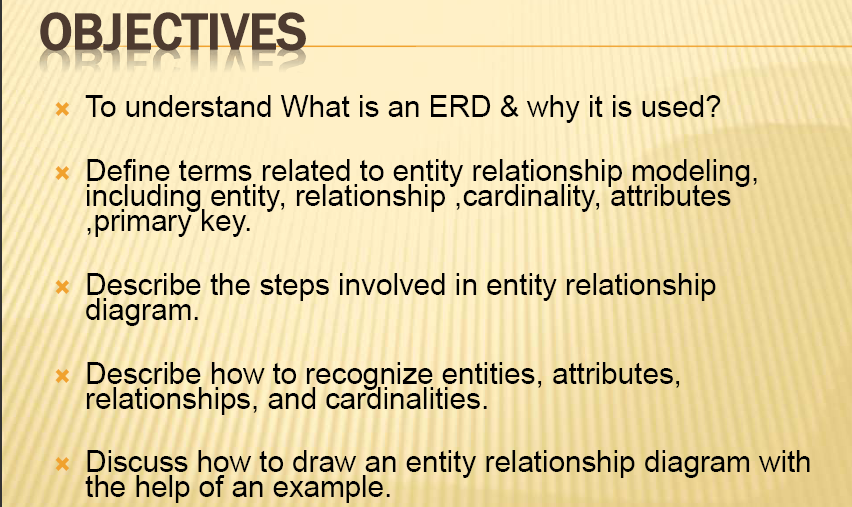 OBJECTIVES
To understand What is an ERD & why it is used?
Define terms related to entity relationship modeling,
including entity, relationship ,cardinality, attributes
,primary key.
Describe the steps involved in entity relationship
diagram.
Describe how to recognize entities, attributes,
relationships, and cardinalities.
Discuss how to draw an entity relationship diagram with
the help of an example.